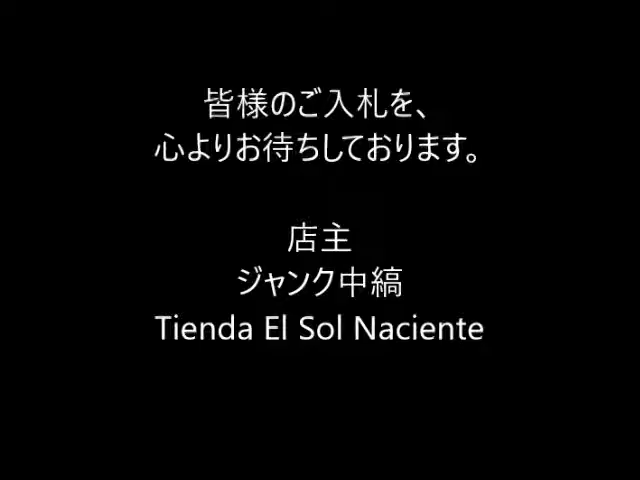 皆様のご入札を、
心よりお待ちしております。
店主
ジャンク中縞
Tienda El Sol Naciente